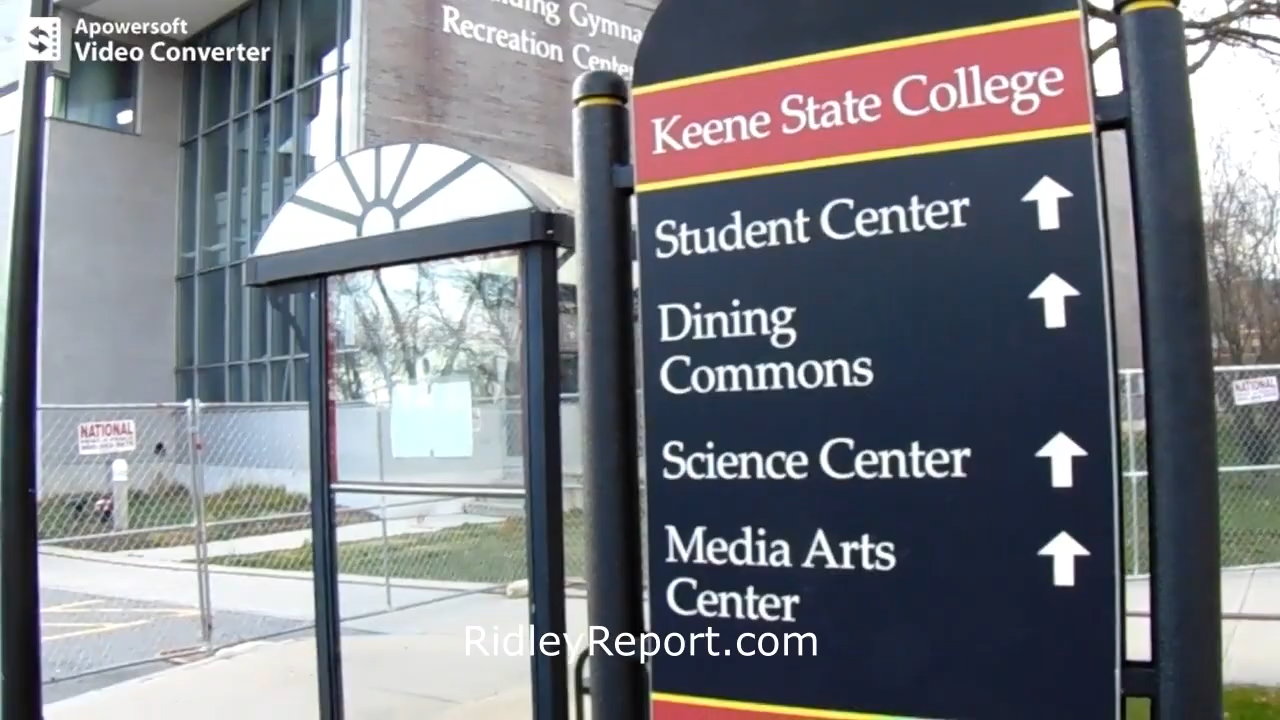 Apowersoft
Video Converter
Gymna
Recreation Center
Keene State College
Student Center
Dining
Commons
Science Center
Media Arts
Center
NATIONAL
NATIONAL
RidleyReport.com